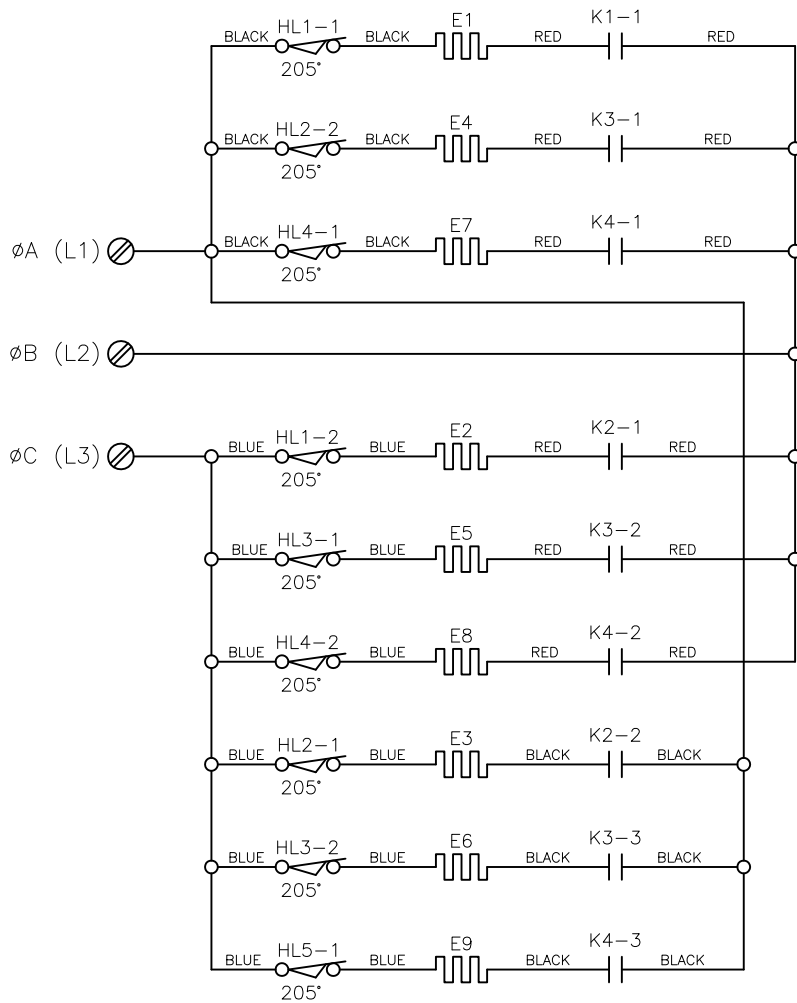 HL1-1 E1 K1-1
BLACK BLACK RED RED
205°
HL2-2 E4 K3-1
BLACK BLACK RED RED
205°
HL4-1 E7 K4-1
øA (L1) BLACK BLACK RED RED
205°
øB (L2)
HL1-2 E2 K2-1
øC (L3) BLUE BLUE RED RED
205°
HL3-1 E5 K3-2
BLUE BLUE RED RED
205°
HL4-2 E8 K4-2
BLUE BLUE RED RED
205°
HL2-1 E3 K2-2
BLUE BLUE BLACK BLACK
205°
HL3-2 E6 K3-3
BLUE BLUE BLACK BLACK
205°
HL5-1 E9 K4-3
BLUE BLUE BLACK BLACK
205°